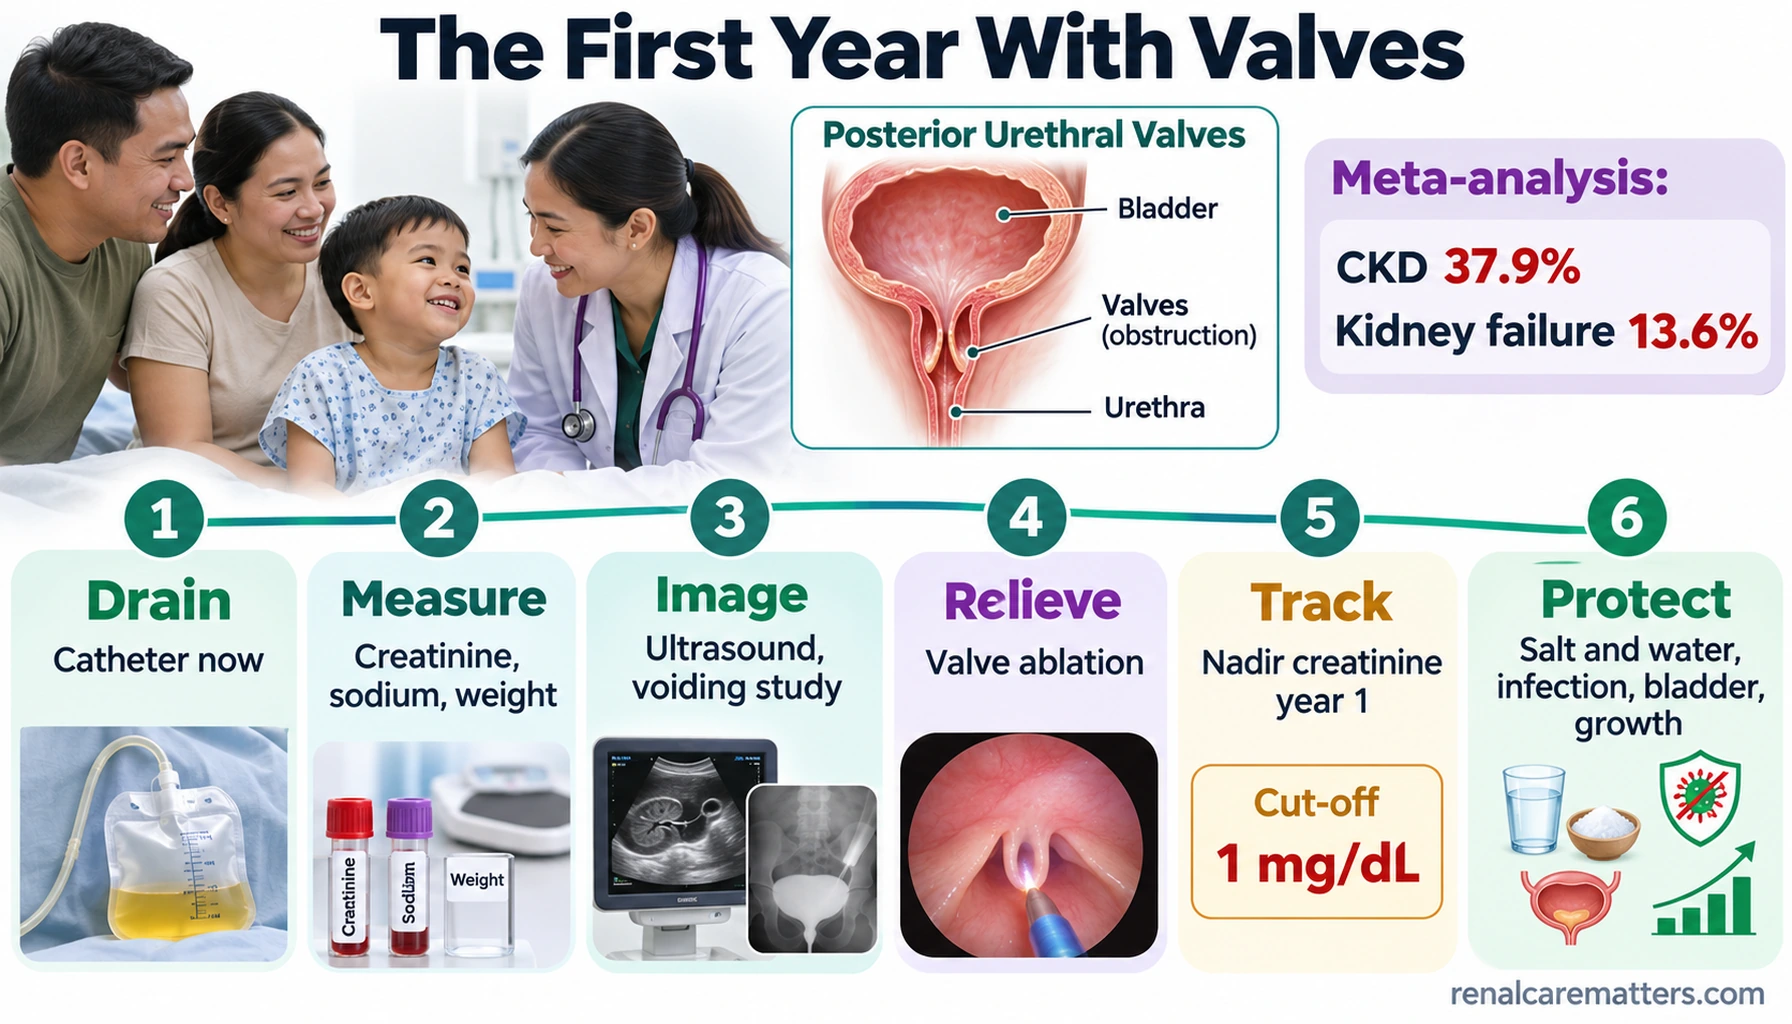 The First Year With Valves
Posterior Urethral Valves
Bladder
Valves
(obstruction)
Urethra
Meta-analysis:
CKD 37.9%
Kidney failure 13.6%
1
Drain
Catheter now
2
Measure
Creatinine,
sodium, weight
Weight
3
Image
Ultrasound,
voiding study
4
Relieve
Valve ablation
5
Track
Nadir creatinine
year 1
Cut-off
1 mg/dL
6
Protect
Salt and water,
infection, bladder,
growth
renalcarematters.com